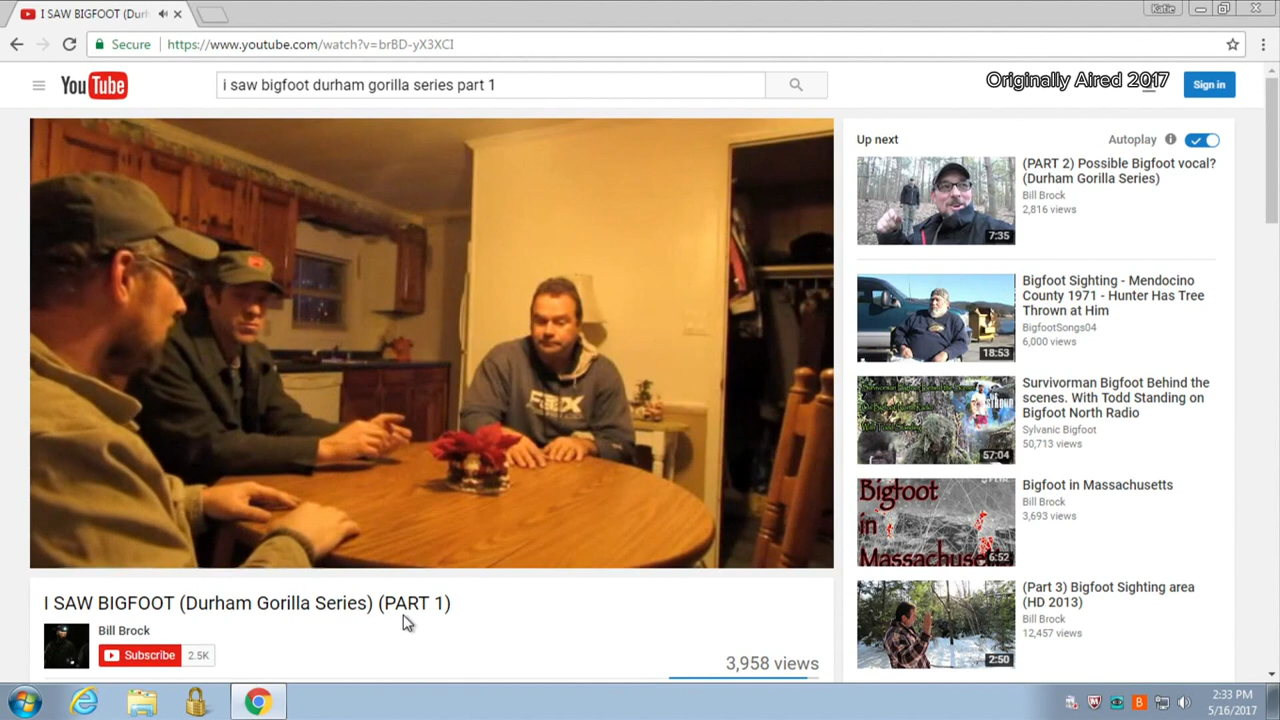 I SAW BIGFOOT (Dur
Katie
Secure
https://www.youtube.com/watch?v=brBD-yX3XCI
YouTube
i saw bigfoot durham gorilla series part 1
Originally Aired 2017
Sign in
Up next
Autoplay
(PART 2) Possible Bigfoot vocal?
(Durham Gorilla Series)
Bill Brock
2,816 views
7:35
Bigfoot Sighting - Mendocino
County 1971 - Hunter Has Tree
Thrown at Him
BigfootSongs04
6,000 views
18:53
Survivorman Bigfoot Behind the
scenes. With Todd Standing on
Bigfoot North Radio
Sylvanic Bigfoot
50,713 views
57:04
Bigfoot
in
Massachuse
6:52
Bigfoot in Massachusetts
Bill Brock
3,693 views
(Part 3) Bigfoot Sighting area
(HD 2013)
Bill Brock
12,457 views
2:50
I SAW BIGFOOT (Durham Gorilla Series) (PART 1)
Bill Brock
Subscribe
2.5K
3,958 views
2:33 PM
5/16/2017